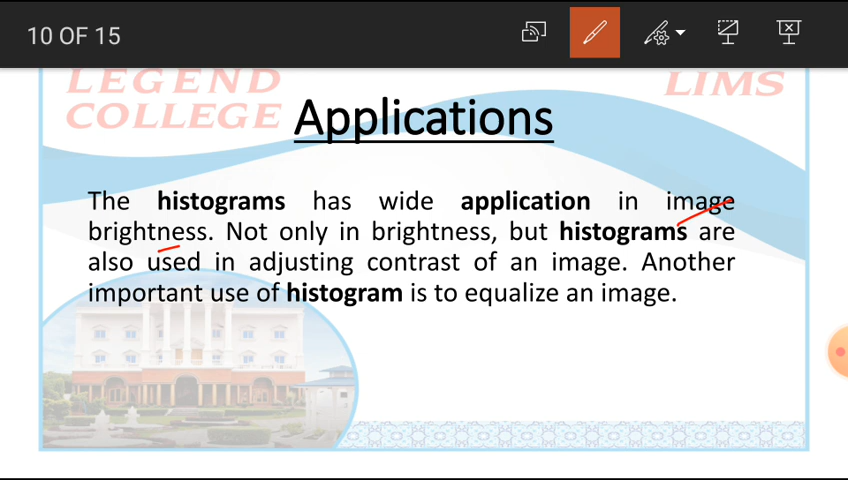 10 OF 15
LEGEND
COLLEGE
LIMS
Applications
The histograms has wide application in image
brightness. Not only in brightness, but histograms are
also used in adjusting contrast of an image. Another
important use of histogram is to equalize an image.